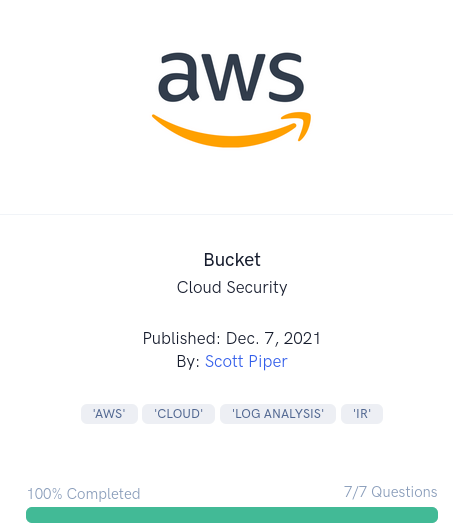 aws
Bucket
Cloud Security
Published: Dec. 7, 2021
By: Scott Piper
'AWS' 'CLOUD' 'LOG ANALYSIS' 'IR'
100% Completed 7/7 Questions